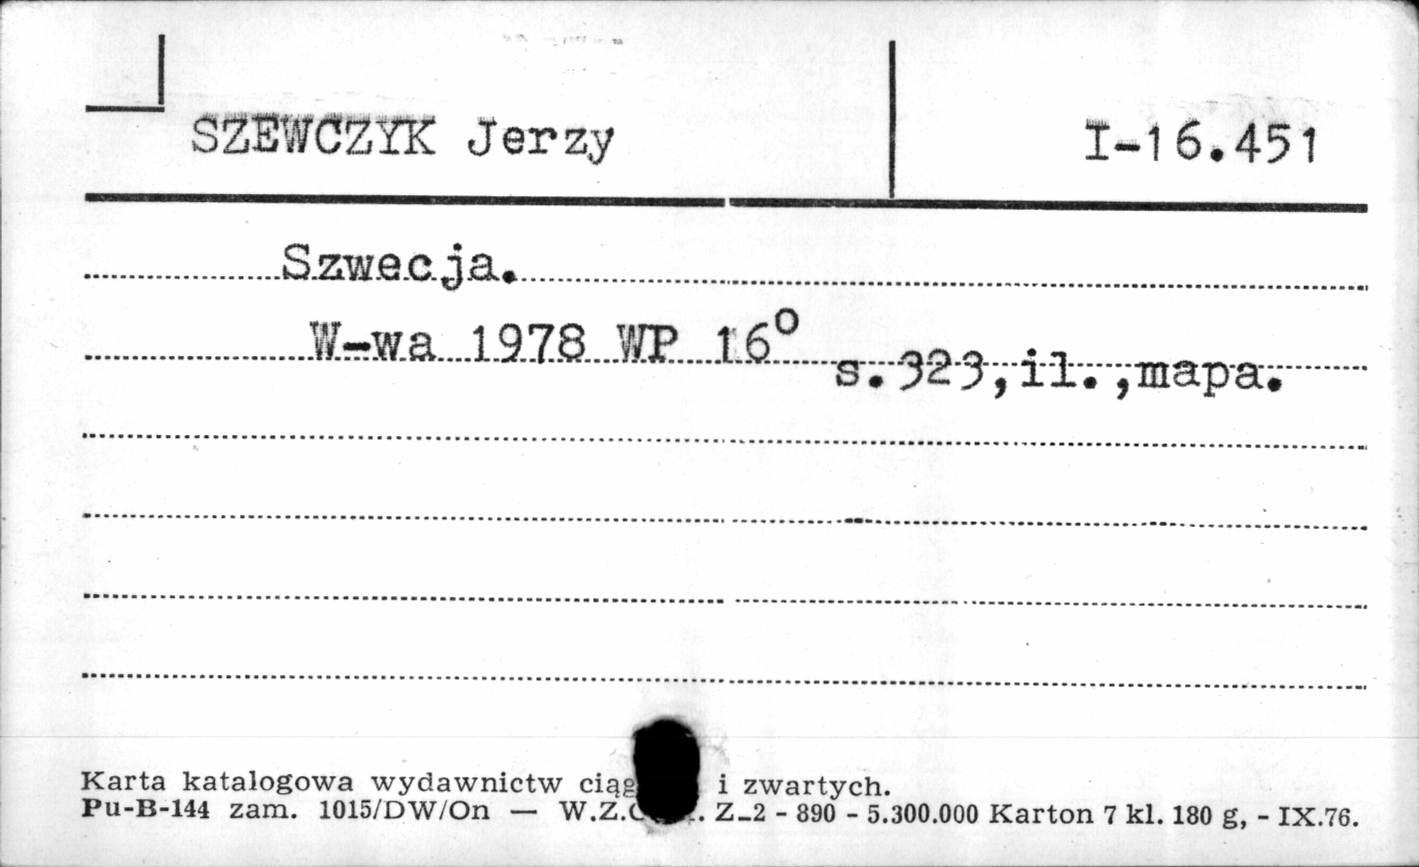 SZEWCZYK Jerzy
I-16.451
Szwecja.
W-wa 1978 WP 16° s.323,il.,mapa.
Karta katalogowa wydawnictw i zwartych.
Pu-B-144 zam. 1015/DW/On — Z-2 - 890 - 5.300.000 Karton 7 kl. 180 g, - IX.76.